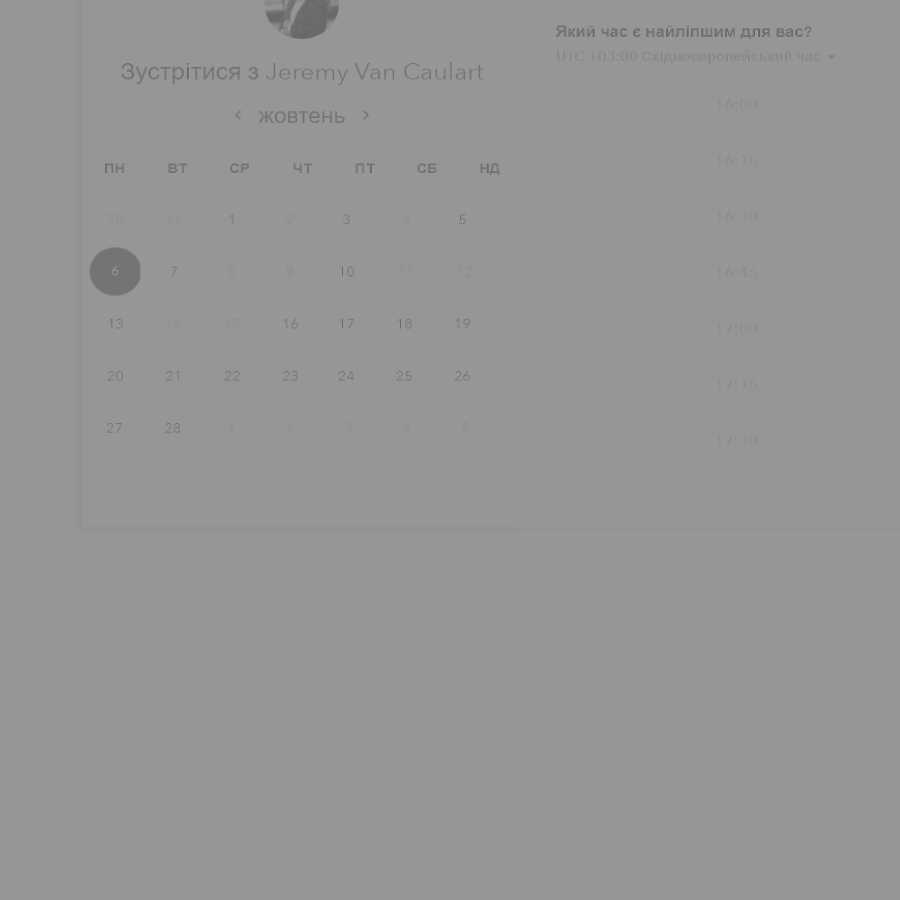 Зустрітися з Jeremy Van Caulart
жовтень
ПН ВТ СР ЧТ ПТ СБ НД
30 31 1 2 3 4 5
6 7 8 9 10 11 12
13 14 15 16 17 18 19
20 21 22 23 24 25 26
27 28 1 2 3 4 5
Який час є найліпшим для вас?
UTC +03:00 Східноєвропейський час
16:00
16:15
16:30
16:45
17:00
17:15
17:30